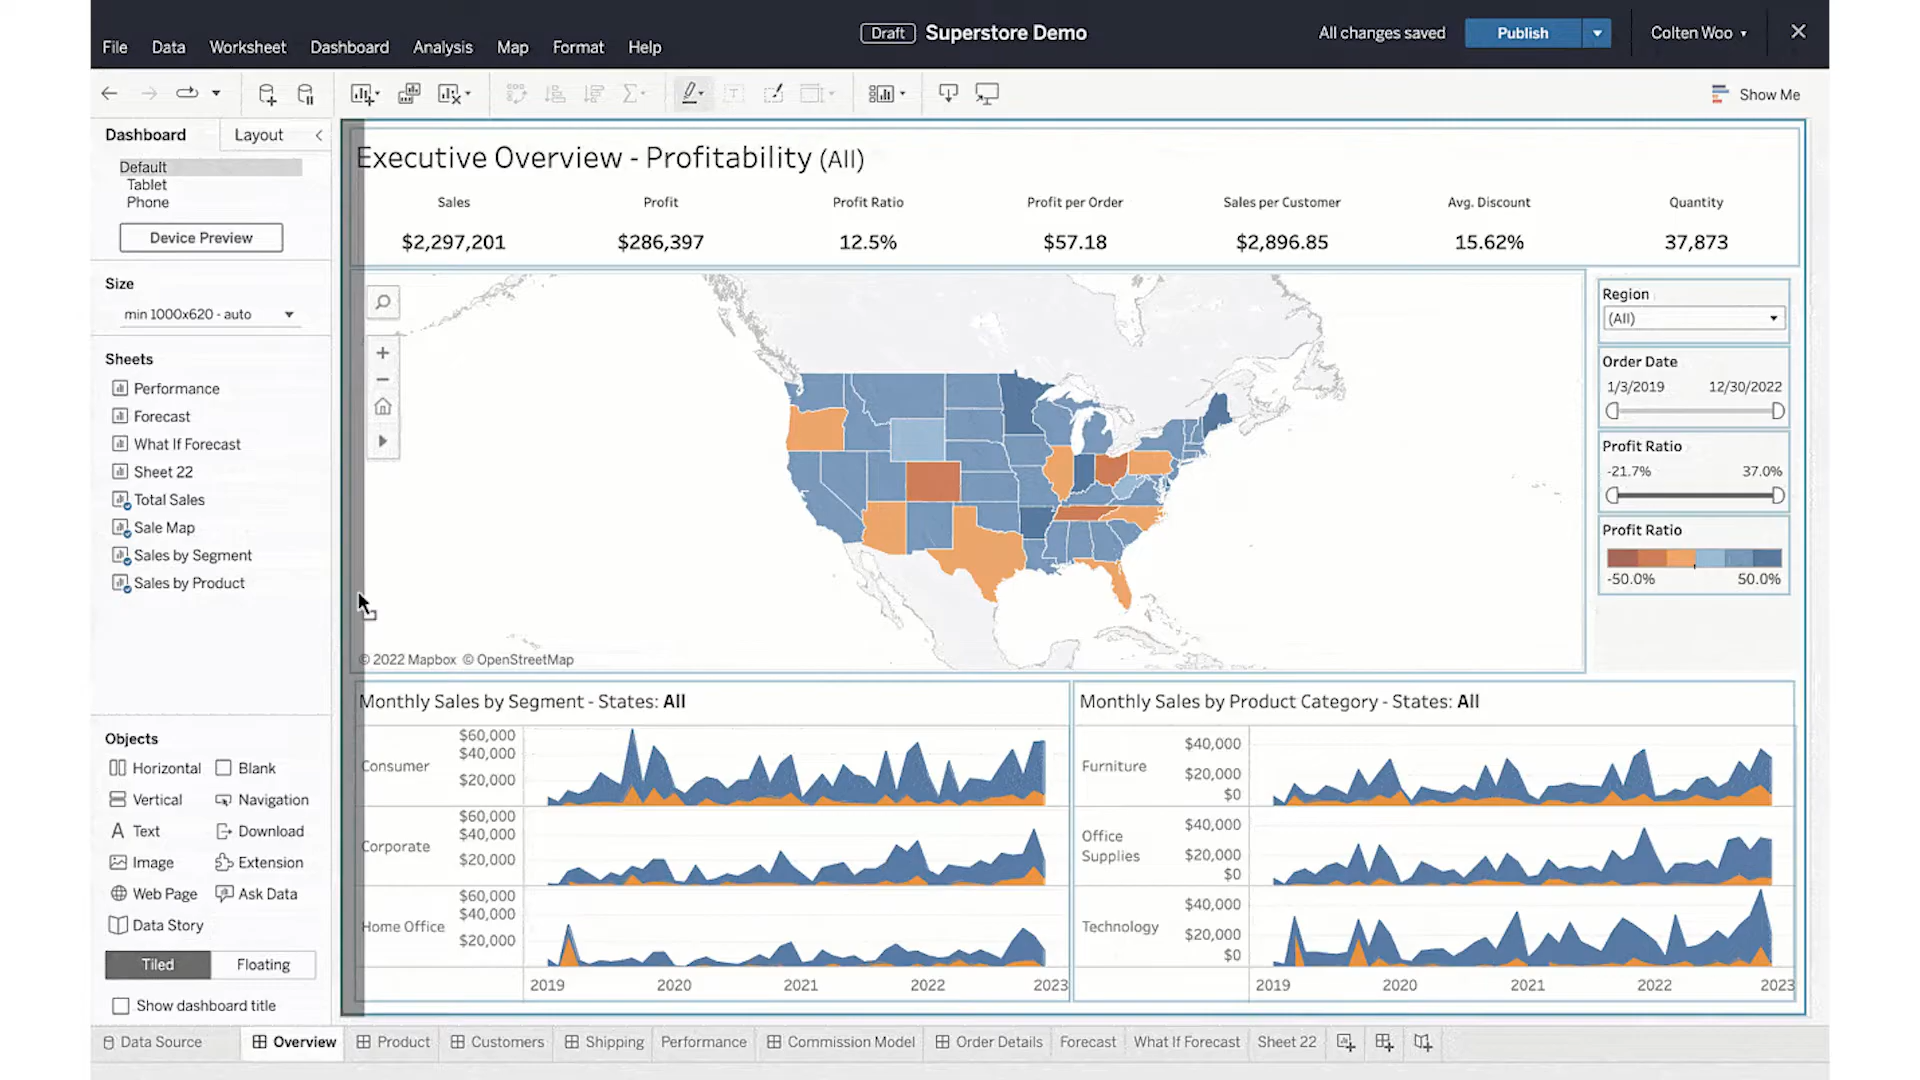 Draft Superstore Demo
All changes saved
Publish
Colten Woo
File Data Worksheet Dashboard Analysis Map Format Help
Show Me
Dashboard Layout
Default
Tablet
Phone
Device Preview
Size
min 1000x620 - auto
Sheets
Performance
Forecast
What If Forecast
Sheet 22
Total Sales
Sale Map
Sales by Segment
Sales by Product
Objects
Horizontal Blank
Vertical Navigation
Text Download
Image Extension
Web Page Ask Data
Data Story
Tiled Floating
Show dashboard title
Executive Overview - Profitability (All)
Sales Profit Profit Ratio Profit per Order Sales per Customer Avg. Discount Quantity
$2,297,201 $286,397 12.5% $57.18 $2,896.85 15.62% 37,873
© 2022 Mapbox © OpenStreetMap
Region
(All)
Order Date
1/3/2019 12/30/2022
Profit Ratio
-21.7% 37.0%
Profit Ratio
-50.0% 50.0%
Monthly Sales by Segment - States: All
Consumer
$60,000
$40,000
$20,000
Corporate
$60,000
$40,000
$20,000
Home Office
$60,000
$40,000
$20,000
2019 2020 2021 2022 2023
Monthly Sales by Product Category - States: All
Furniture
$40,000
$20,000
$0
Office
Supplies
$40,000
$20,000
$0
Technology
$40,000
$20,000
$0
2019 2020 2021 2022 2023
Data Source Overview Product Customers Shipping Performance Commission Model Order Details Forecast What If Forecast Sheet 22